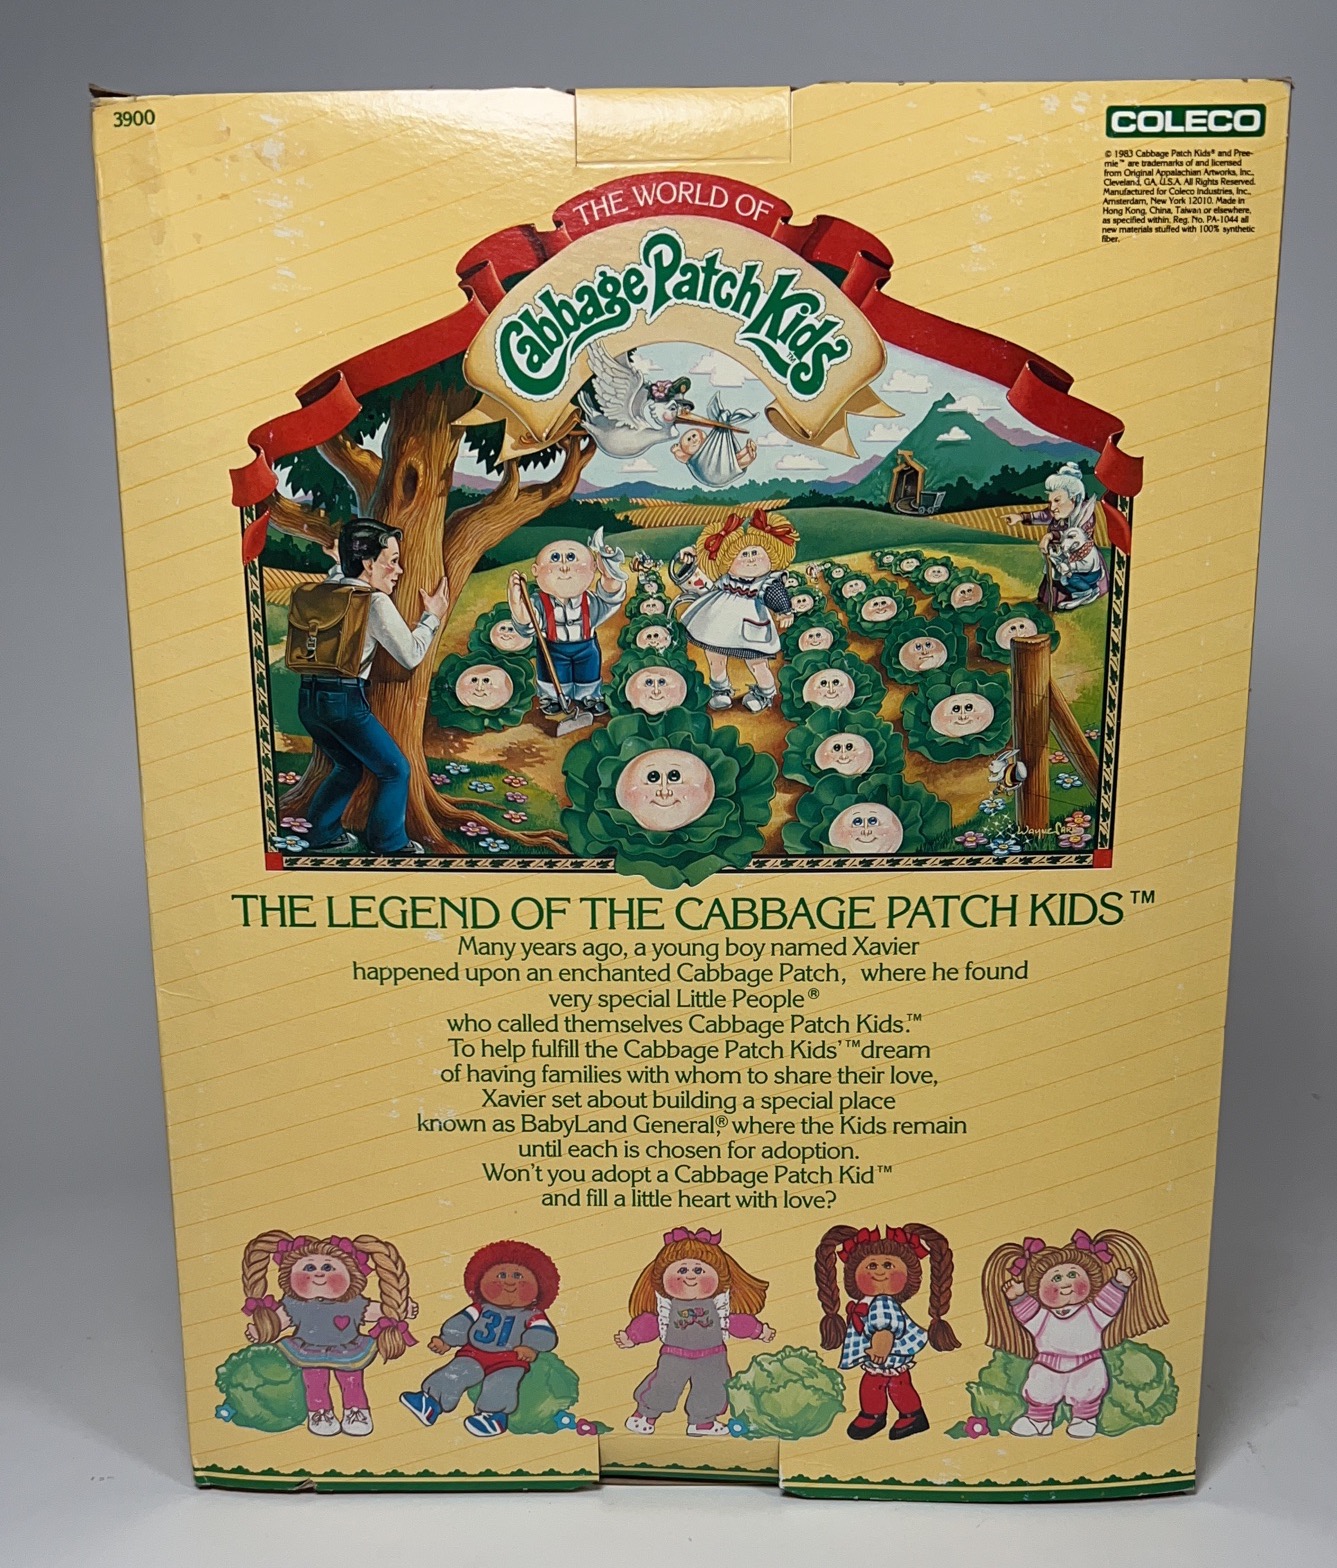 3900
COLECO
© 1983 Cabbage Patch Kids® and Pree-
mie™ are trademarks of and licensed
from Original Appalachian Artworks, Inc.,
Cleveland, GA, U.S.A. All Rights Reserved.
Manufactured for Coleco Industries, Inc.,
Amsterdam, New York 12010. Made in
Hong Kong, China, Taiwan or elsewhere,
as specified within. Reg. No. PA-1044 all
new materials stuffed with 100% synthetic
fiber.
THE WORLD OF
Cabbage Patch Kids™
THE LEGEND OF THE CABBAGE PATCH KIDS™
Many years ago, a young boy named Xavier
happened upon an enchanted Cabbage Patch, where he found
very special Little People®
who called themselves Cabbage Patch Kids.™
To help fulfill the Cabbage Patch Kids'™ dream
of having families with whom to share their love,
Xavier set about building a special place
known as BabyLand General,® where the Kids remain
until each is chosen for adoption.
Won't you adopt a Cabbage Patch Kid™
and fill a little heart with love?
31